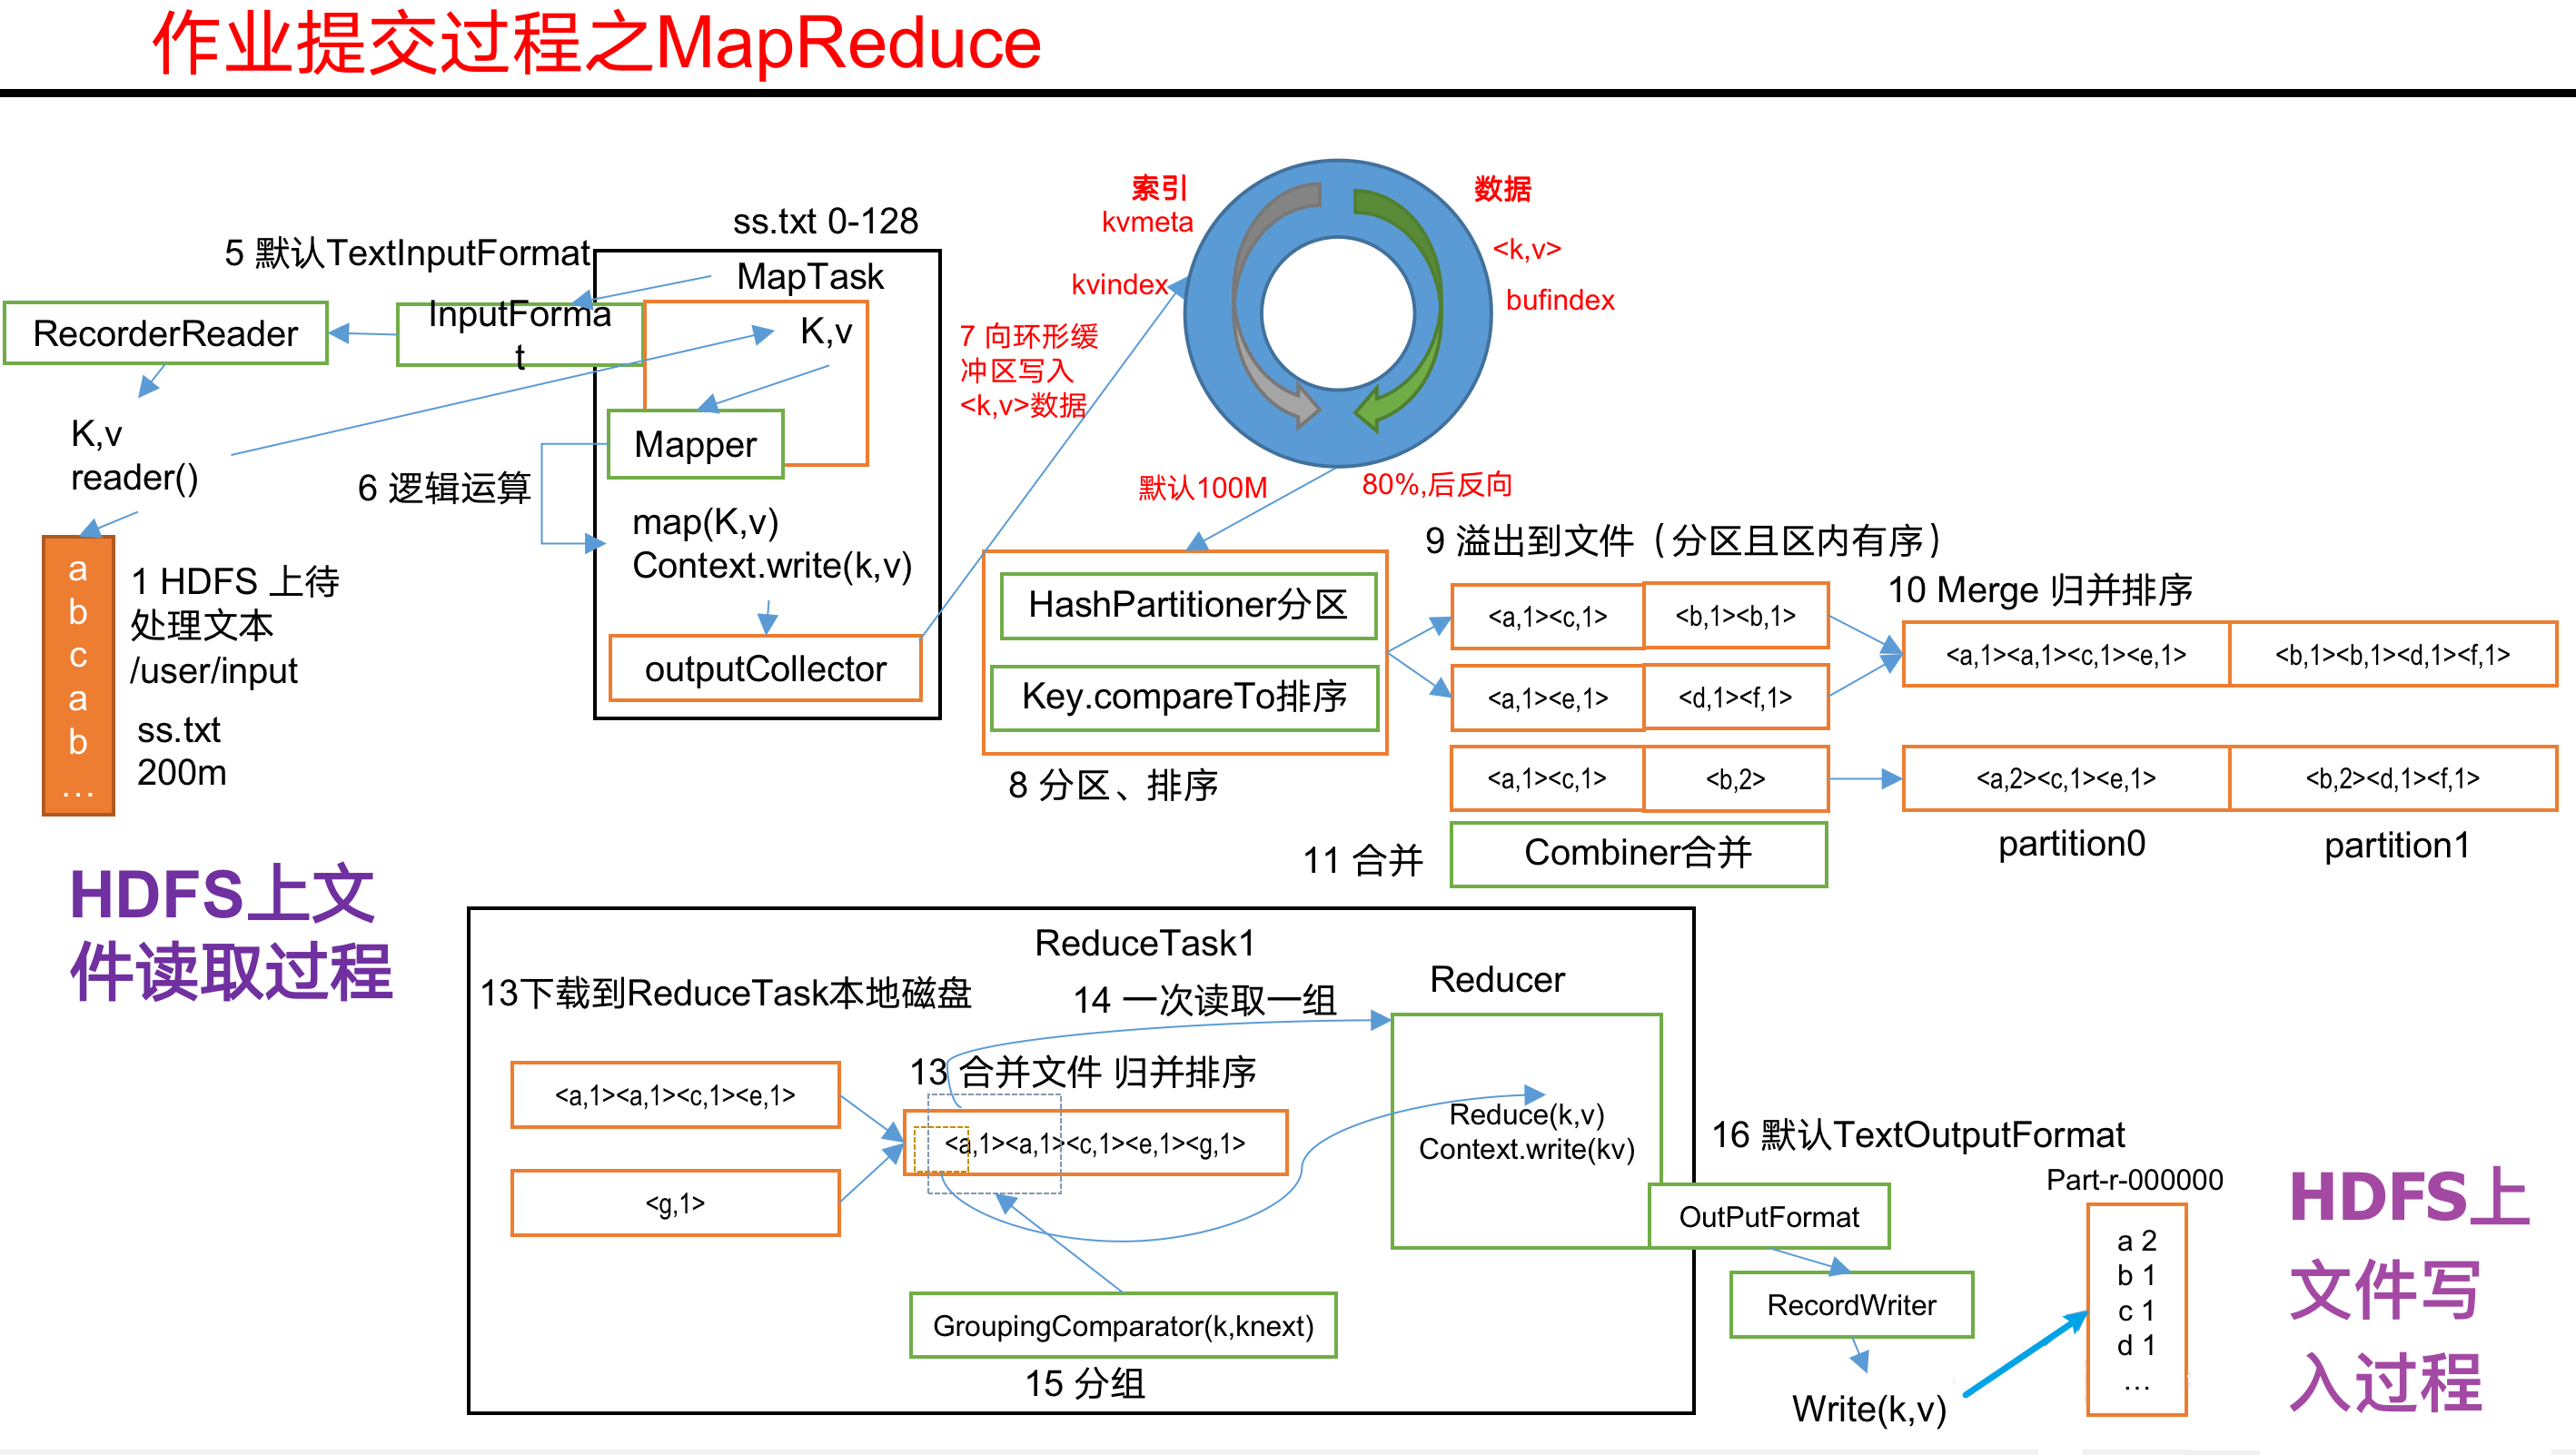 作业提交过程之MapReduce
ss.txt 0-128
5 默认TextInputFormat
MapTask
RecorderReader
InputForma
t
K,v
K,v
reader()
Mapper
6 逻辑运算
map(K,v)
Context.write(k,v)
outputCollector
a
b
c
a
b
…
1 HDFS 上待
处理文本
/user/input
ss.txt
200m
HDFS上文
件读取过程
索引
kvmeta
kvindex
数据
<k,v>
bufindex
7 向环形缓
冲区写入
<k,v>数据
默认100M
80%,后反向
HashPartitioner分区
Key.compareTo排序
8 分区、排序
9 溢出到文件（分区且区内有序）
<a,1><c,1>
<b,1><b,1>
<a,1><e,1>
<d,1><f,1>
<a,1><c,1>
<b,2>
11 合并
Combiner合并
10 Merge 归并排序
<a,1><a,1><c,1><e,1>
<b,1><b,1><d,1><f,1>
<a,2><c,1><e,1>
<b,2><d,1><f,1>
partition0
partition1
ReduceTask1
13下载到ReduceTask本地磁盘
14 一次读取一组
Reducer
13 合并文件 归并排序
<a,1><a,1><c,1><e,1>
<g,1>
<a,1><a,1><c,1><e,1><g,1>
Reduce(k,v)
Context.write(kv)
GroupingComparator(k,knext)
15 分组
16 默认TextOutputFormat
OutPutFormat
RecordWriter
Write(k,v)
Part-r-000000
a 2
b 1
c 1
d 1
…
HDFS上
文件写
入过程